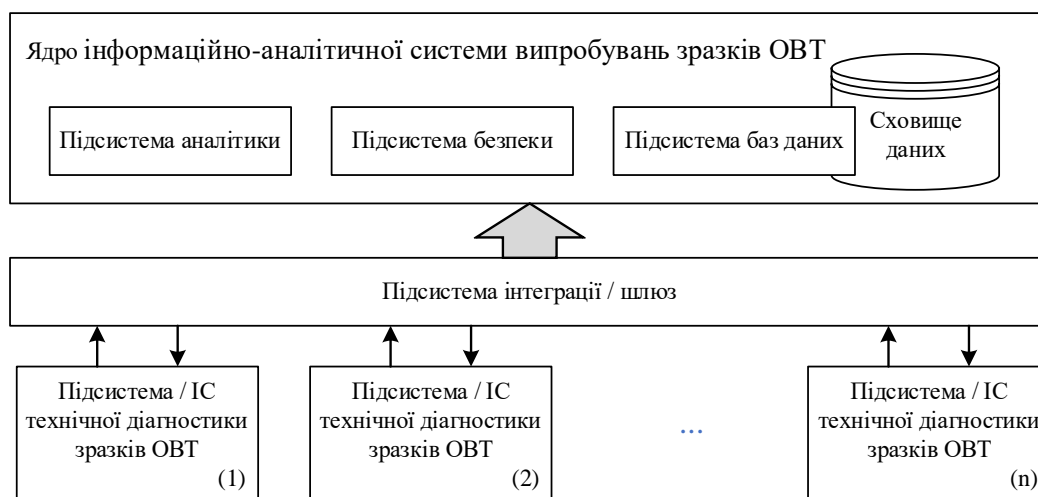 Ядро інформаційно-аналітичної системи випробувань зразків ОВТ
Підсистема аналітики
Підсистема безпеки
Підсистема баз даних
Сховище
даних
Підсистема інтеграції / шлюз
Підсистема / ІС
технічної діагностики
зразків ОВТ
(1)
Підсистема / ІС
технічної діагностики
зразків ОВТ
(2)
...
Підсистема / ІС
технічної діагностики
зразків ОВТ
(n)